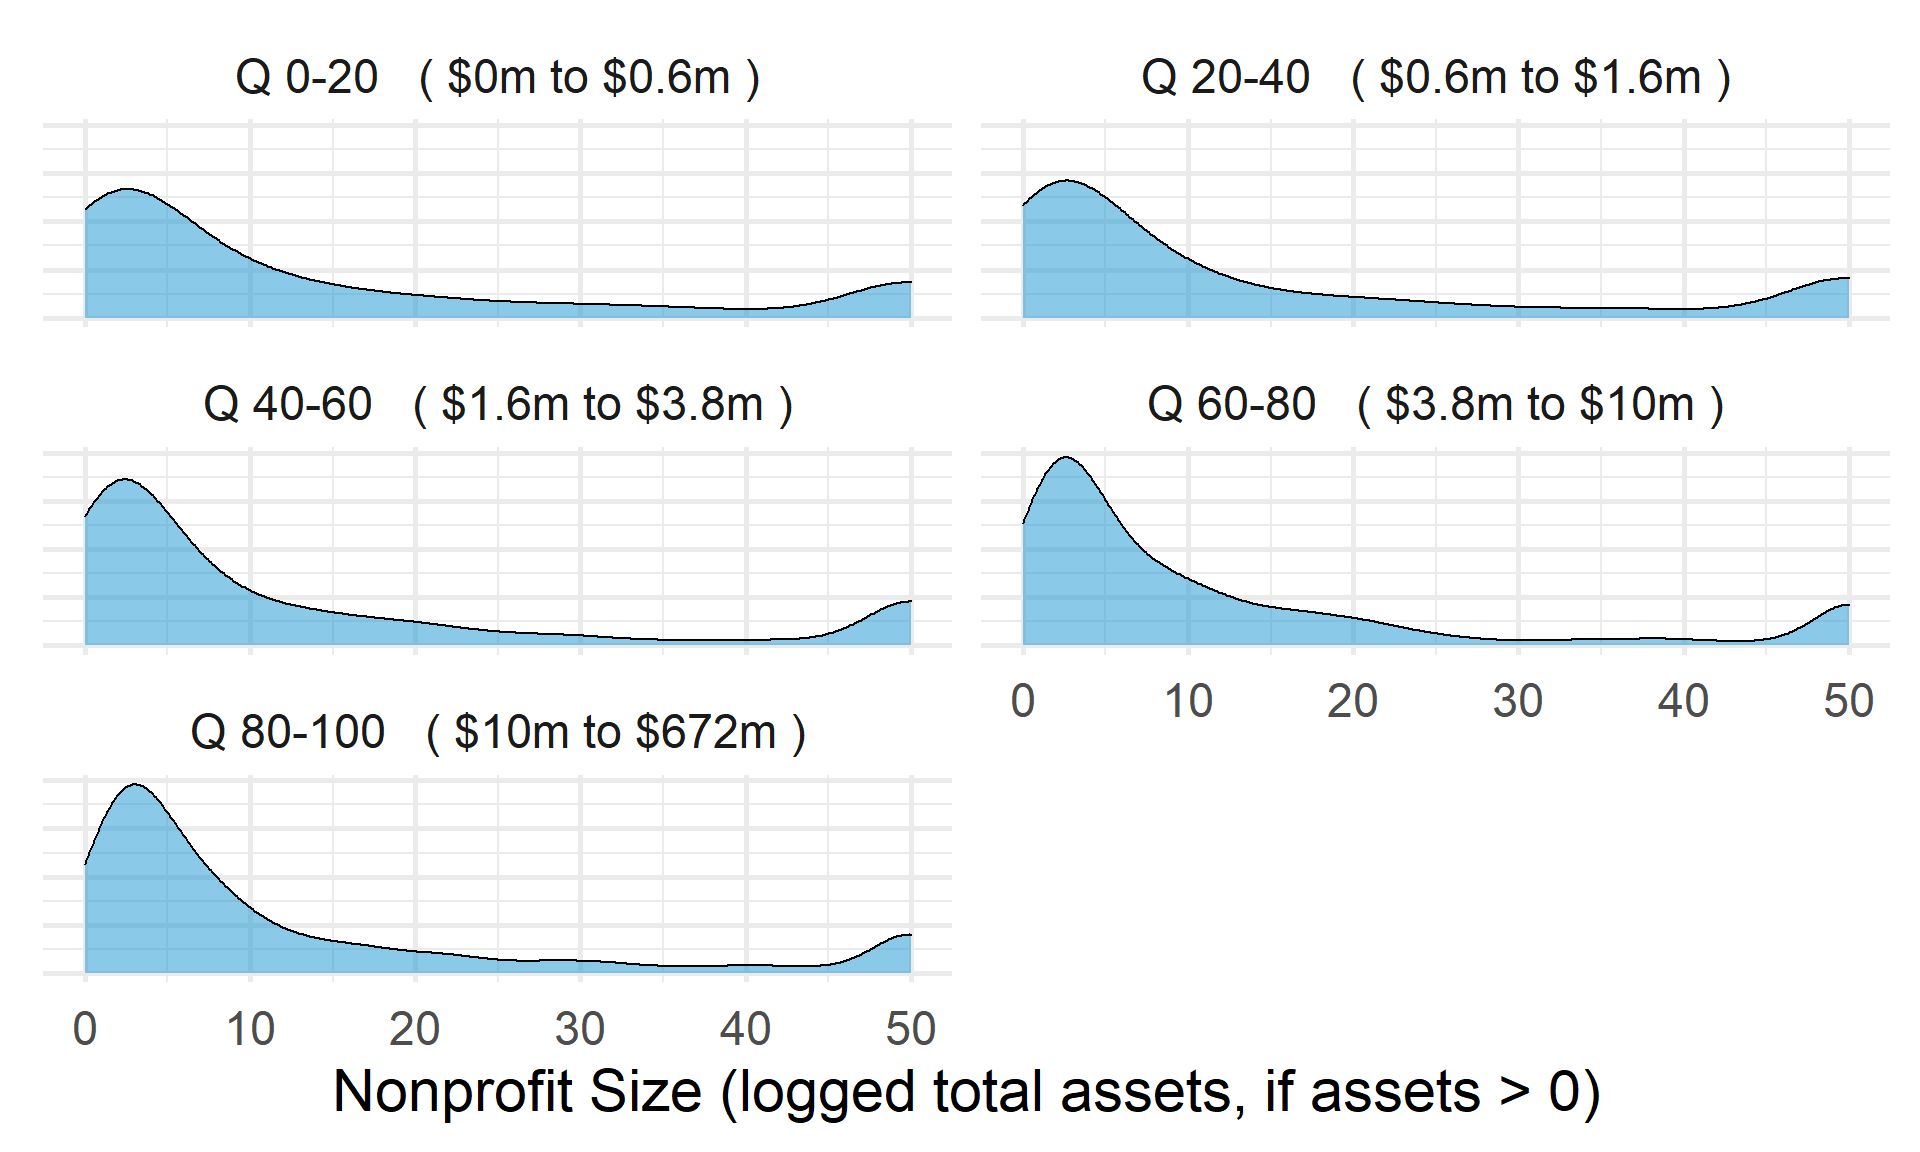 Q 0-20 ( $0m to $0.6m )
Q 20-40 ( $0.6m to $1.6m )
Q 40-60 ( $1.6m to $3.8m )
Q 60-80 ( $3.8m to $10m )
0 10 20 30 40 50
Q 80-100 ( $10m to $672m )
0 10 20 30 40 50
Nonprofit Size (logged total assets, if assets > 0)